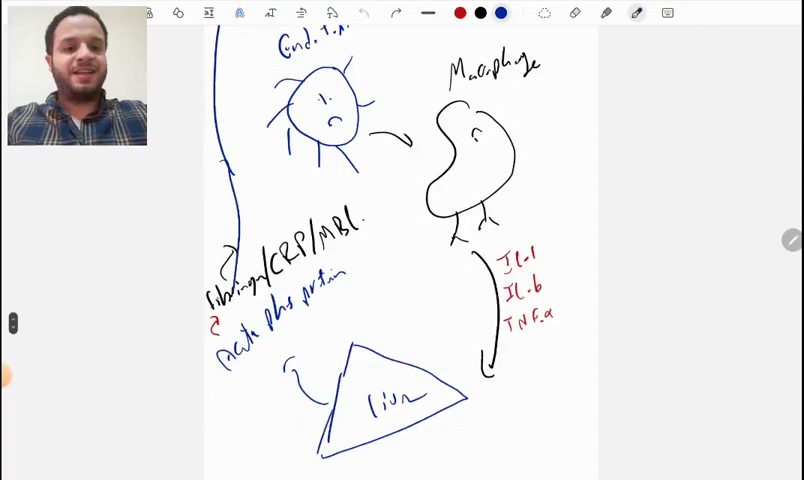 Macrophage
IL-1
IL-6
TNF-α
Fibrinogen/CRP/MBL
acute phase protein
liver